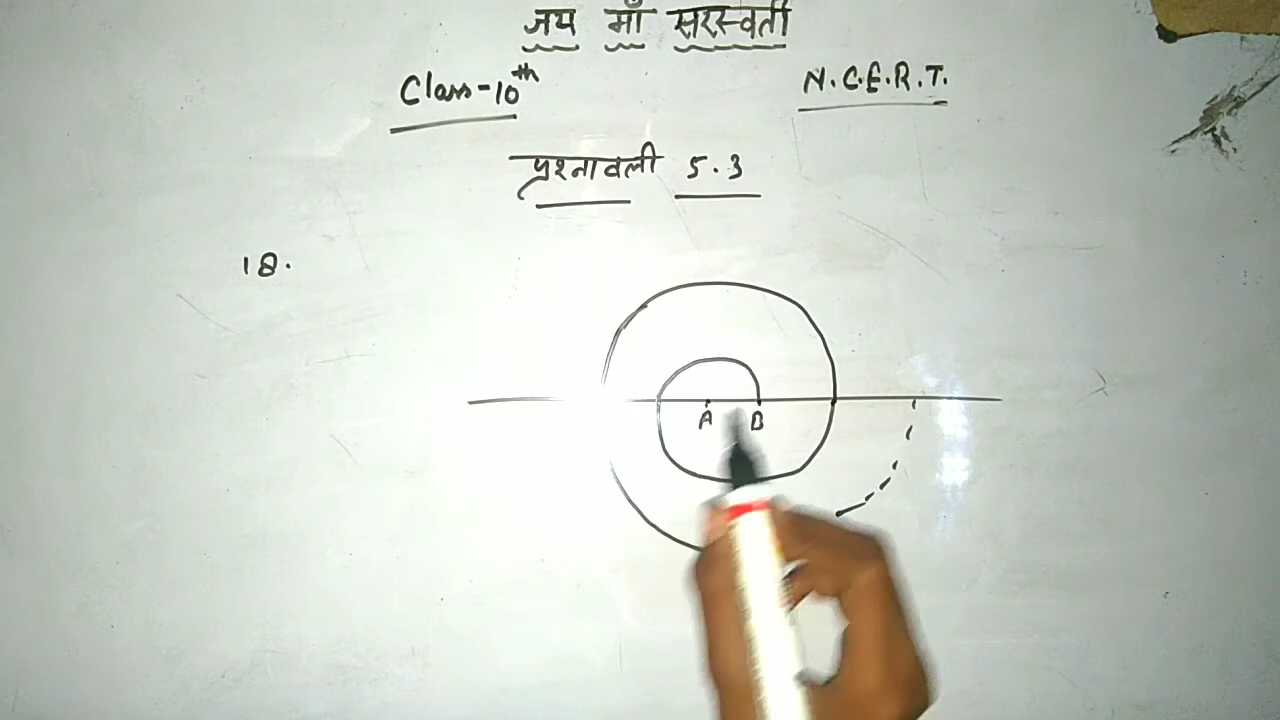 जय माँ सरस्वती
Class-10th N.C.E.R.T.
प्रश्नावली 5.3
18.
A B